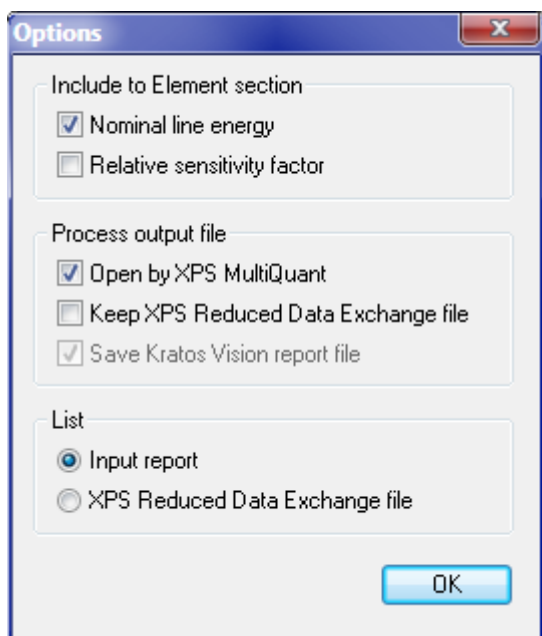 Options
Include to Element section
Nominal line energy
Relative sensitivity factor
Process output file
Open by XPS MultiQuant
Keep XPS Reduced Data Exchange file
Save Kratos Vision report file
List
Input report
XPS Reduced Data Exchange file
OK